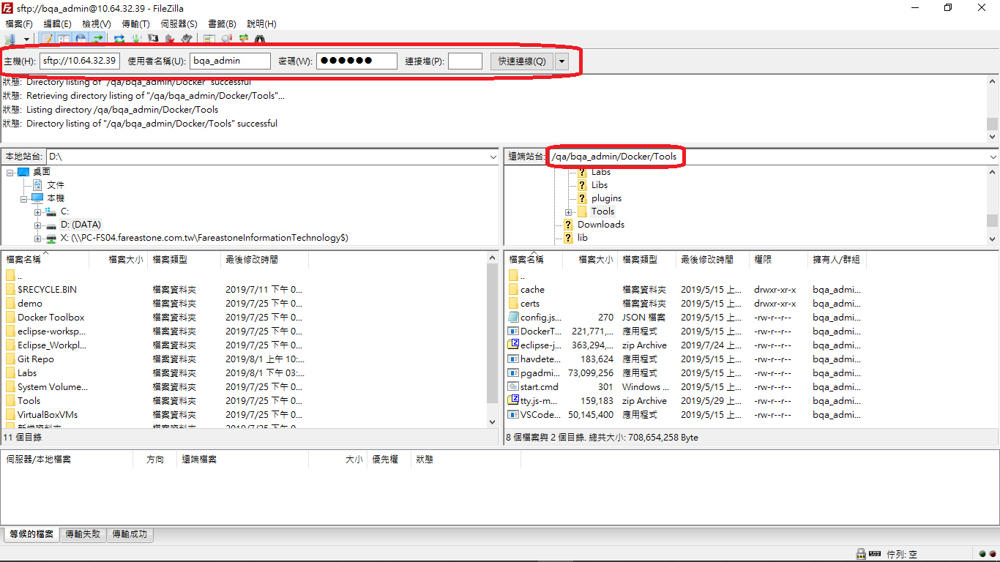 sftp://bqa_admin@10.64.32.39 - FileZilla
檔案(F) 編輯(E) 檢視(V) 傳輸(T) 伺服器(S) 書籤(B) 說明(H)
主機(H): sftp://10.64.32.39 使用者名稱(U): bqa_admin 密碼(W): ●●●●●● 連接埠(P): 快速連線(Q)
狀態: Directory listing of "/qa/bqa_admin/Docker" successful
狀態: Retrieving directory listing of "/qa/bqa_admin/Docker/Tools"...
狀態: Listing directory /qa/bqa_admin/Docker/Tools
狀態: Directory listing of "/qa/bqa_admin/Docker/Tools" successful
本地站台: D:\
桌面
文件
本機
C:
D: (DATA)
X: (\\PC-FS04.fareastone.com.tw\FareastoneInformationTechnology$)
遠端站台: /qa/bqa_admin/Docker/Tools
? Labs
? Libs
? plugins
Tools
? Downloads
? lib
檔案名稱 檔案大小 檔案類型 最後修改時間
..
$RECYCLE.BIN 檔案資料夾 2019/7/11 下午 0...
demo 檔案資料夾 2019/7/25 下午 0...
Docker Toolbox 檔案資料夾 2019/7/25 下午 0...
eclipse-worksp... 檔案資料夾 2019/7/25 下午 0...
Eclipse_Workpl... 檔案資料夾 2019/7/25 下午 0...
Git Repo 檔案資料夾 2019/8/1 上午 10:...
Labs 檔案資料夾 2019/8/1 下午 03:...
System Volume... 檔案資料夾 2019/7/25 下午 0...
Tools 檔案資料夾 2019/7/25 下午 0...
VirtualBoxVMs 檔案資料夾 2019/7/25 下午 0...
新增資料夾 檔案資料夾 2019/7/25 下午 0...
11 個目錄
檔案名稱 檔案大小 檔案類型 最後修改時間 權限 擁有人/群組
..
cache 檔案資料夾 2019/5/15 上... drwxr-xr-x bqa_admi...
certs 檔案資料夾 2019/5/15 上... drwxr-xr-x bqa_admi...
config.js... 270 JSON 檔案 2019/5/15 上... -rw-r--r-- bqa_admi...
DockerT... 221,771,... 應用程式 2019/5/15 上... -rw-r--r-- bqa_admi...
eclipse-j... 363,294,... zip Archive 2019/7/24 上... -rw-r--r-- bqa_admi...
havdete... 183,624 應用程式 2019/5/15 上... -rw-r--r-- bqa_admi...
pgadmi... 73,099,256 應用程式 2019/5/15 上... -rw-r--r-- bqa_admi...
start.cmd 301 Windows ... 2019/5/15 上... -rw-r--r-- bqa_admi...
tty.js-m... 159,183 zip Archive 2019/5/29 上... -rw-r--r-- bqa_admi...
VSCode... 50,145,400 應用程式 2019/5/15 上... -rw-r--r-- bqa_admi...
8 個檔案與 2 個目錄. 總共大小: 708,654,258 Byte
伺服器/本地檔案 方向 遠端檔案 大小 優先權 狀態
等候的檔案 傳輸失敗 傳輸成功
佇列: 空